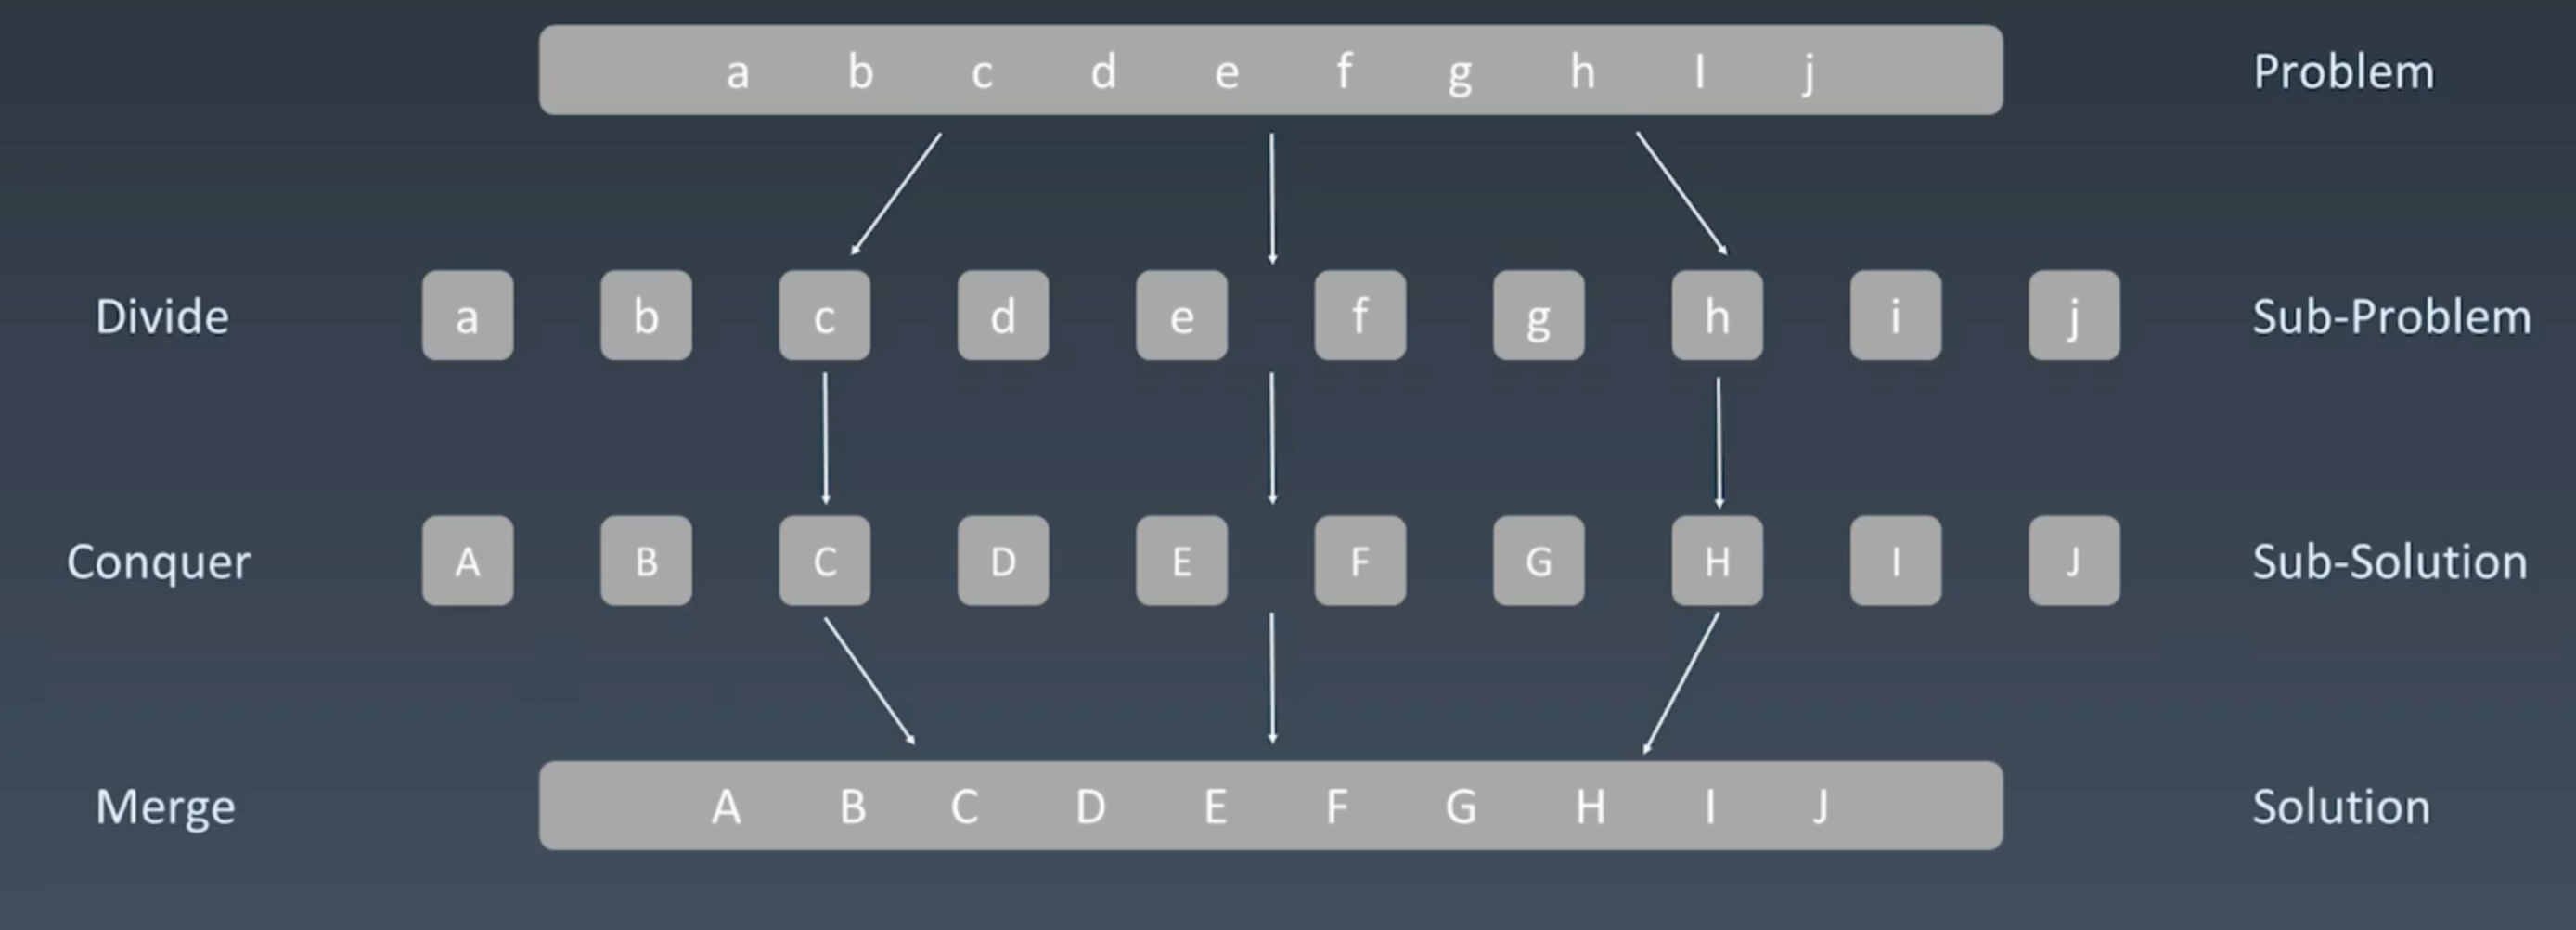 a b c d e f g h I j Problem
Divide a b c d e f g h i j Sub-Problem
Conquer A B C D E F G H I J Sub-Solution
Merge A B C D E F G H I J Solution